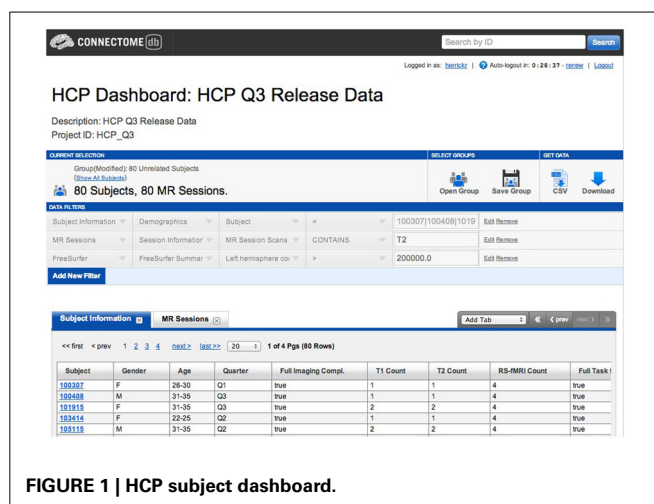 CONNECTOME db
Search by ID
Search
Logged in as: herrickr | ? Auto-logout in: 0:28:37 - renew | Logout
HCP Dashboard: HCP Q3 Release Data
Description: HCP Q3 Release Data
Project ID: HCP_Q3
CURRENT SELECTION SELECT GROUPS GET DATA
Group(Modified): 80 Unrelated Subjects
(Show All Subjects)
80 Subjects, 80 MR Sessions.
Open Group Save Group CSV Download
DATA FILTERS
Subject Information Demographics Subject = 100307|100408|1019 Edit Remove
MR Sessions Session Information MR Session Scans CONTAINS T2 Edit Remove
FreeSurfer FreeSurfer Summar Left hemisphere cor > 200000.0 Edit Remove
Add New Filter
Subject Information x MR Sessions x Add Tab « ‹ prev next › »
<< first < prev 1 2 3 4 next > last >> 20 1 of 4 Pgs (80 Rows)
Subject Gender Age Quarter Full Imaging Compl. T1 Count T2 Count RS-fMRI Count Full Task f
100307 F 26-30 Q1 true 1 1 4 true
100408 M 31-35 Q3 true 1 1 4 true
101915 F 31-35 Q3 true 2 2 4 true
103414 F 22-25 Q2 true 1 1 4 true
105115 M 31-35 Q2 true 2 2 4 true
FIGURE 1 | HCP subject dashboard.